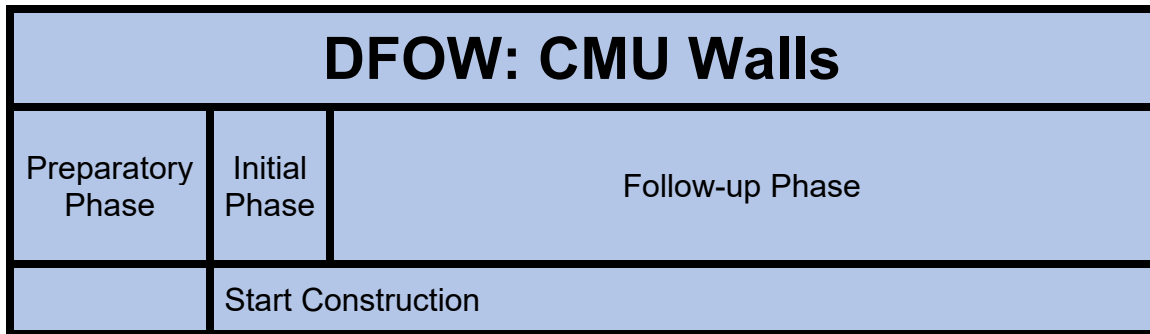 DFOW: CMU Walls
Preparatory
Phase
Initial
Phase
Follow-up Phase
Start Construction